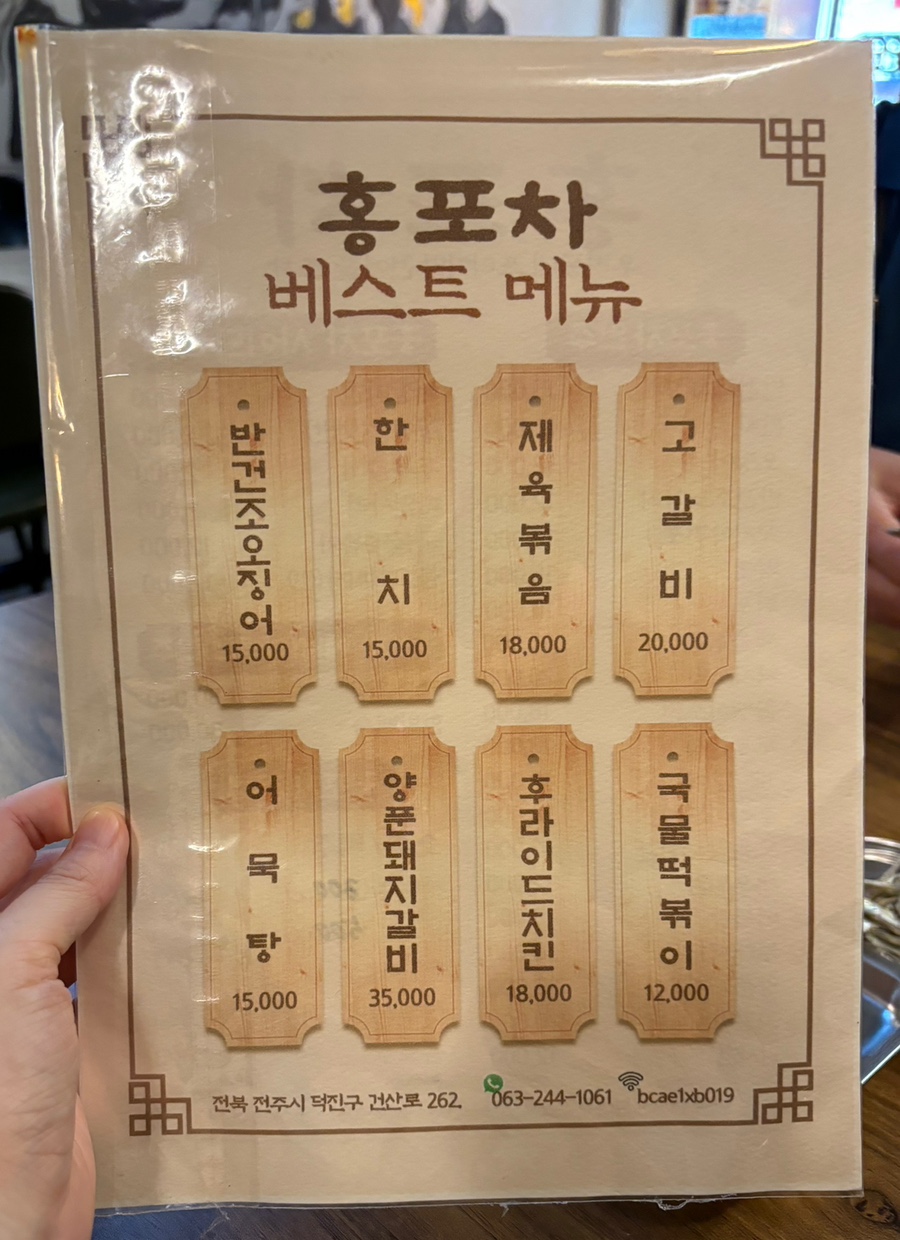 홍포차
베스트 메뉴
반건조오징어
15,000
한치
15,000
제육볶음
18,000
고갈비
20,000
어묵탕
15,000
양푼돼지갈비
35,000
후라이드치킨
18,000
국물떡볶이
12,000
전북 전주시 덕진구 건산로 262. 063-244-1061 bcae1xb019